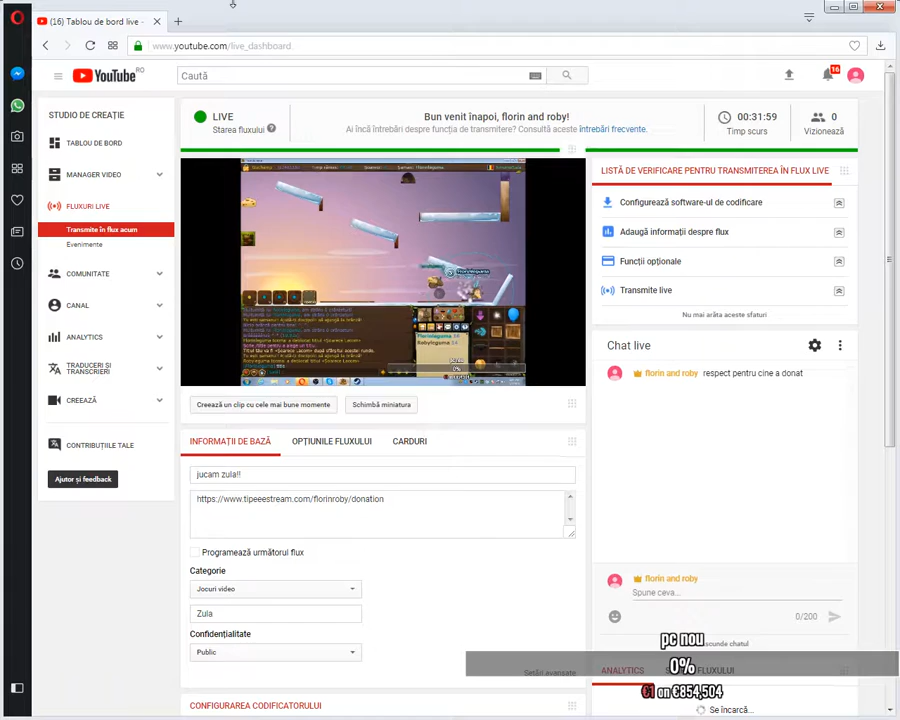 (16) Tablou de bord live -
www.youtube.com/live_dashboard
YouTube RO
Caută
16
STUDIO DE CREAȚIE
TABLOU DE BORD
MANAGER VIDEO
FLUXURI LIVE
Transmite în flux acum
Evenimente
COMUNITATE
CANAL
ANALYTICS
TRADUCERI ȘI
TRANSCRIERI
CREEAZĂ
CONTRIBUȚIILE TALE
Ajutor și feedback
LIVE
Starea fluxului ?
Bun venit înapoi, florin and roby!
Ai încă întrebări despre funcția de transmitere? Consultă aceste întrebări frecvente.
00:31:59
Timp scurs
0
Vizionează
Creează un clip cu cele mai bune momente
Schimbă miniatura
INFORMAȚII DE BAZĂ
OPȚIUNILE FLUXULUI
CARDURI
jucam zula!!
https://www.tipeeestream.com/florinroby/donation
Programează următorul flux
Categorie
Jocuri video
Zula
Confidențialitate
Public
Setări avansate
CONFIGURAREA CODIFICATORULUI
LISTĂ DE VERIFICARE PENTRU TRANSMITEREA ÎN FLUX LIVE
Configurează software-ul de codificare
Adaugă informații despre flux
Funcții opționale
Transmite live
Nu mai arăta aceste sfaturi
Chat live
florin and roby respect pentru cine a donat
florin and roby
Spune ceva...
0/200
pc nou
scunde chatul
0%
ANALYTICS
FLUXULUI
€1 on €854,504
Se încarcă...